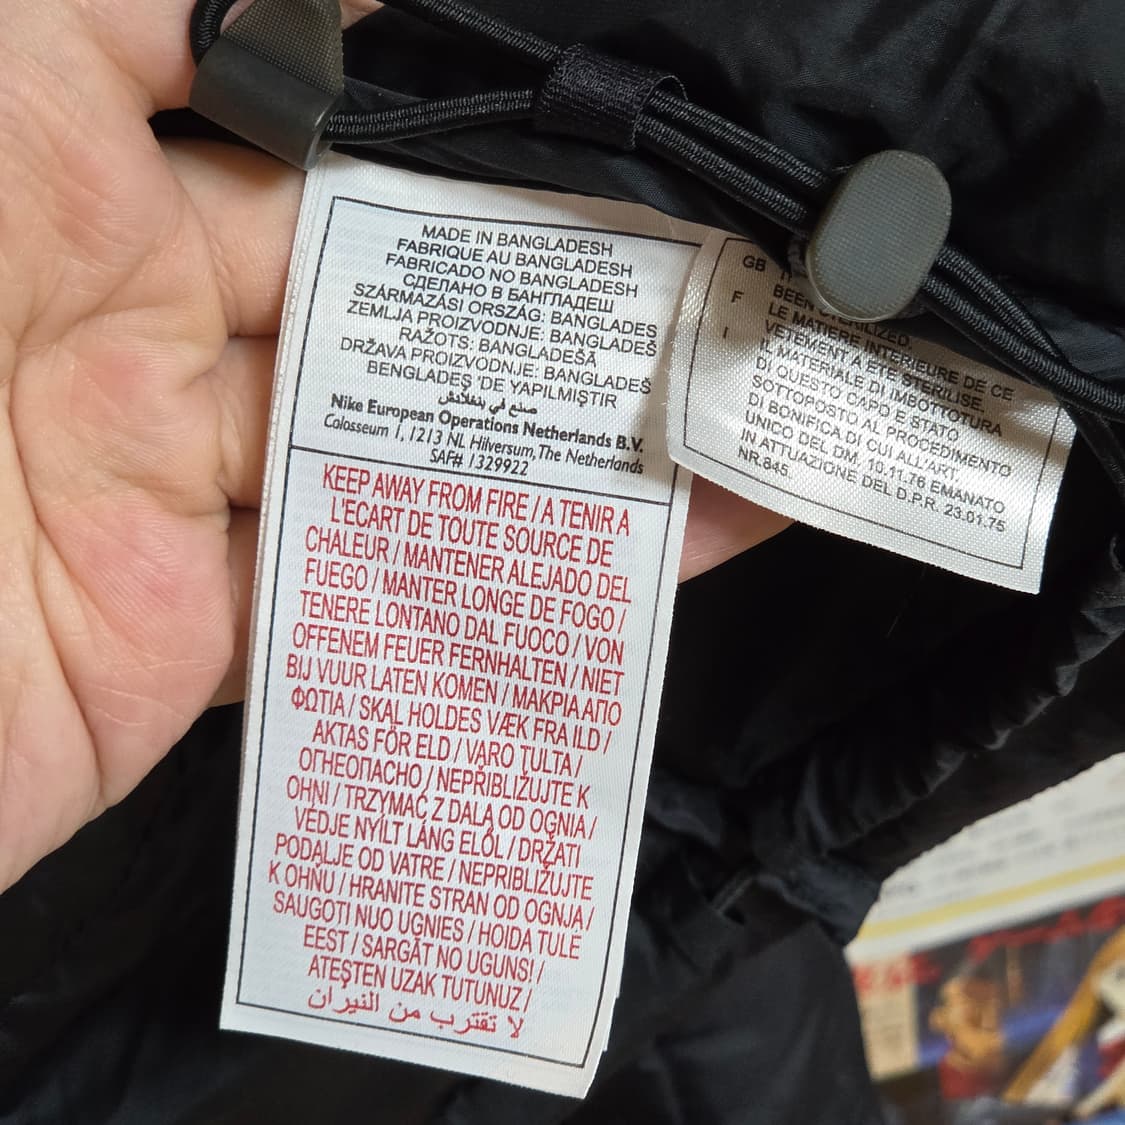 MADE IN BANGLADESH
FABRIQUE AU BANGLADESH
FABRICADO NO BANGLADESH
СДЕЛАНО В БАНГЛАДЕШ
SZÁRMAZÁSI ORSZÁG: BANGLADES
ZEMLJA PROIZVODNJE: BANGLADEŠ
RAŽOTS: BANGLADEŠĀ
DRŽAVA PROIZVODNJE: BANGLADEŠ
BENGLADEŞ 'DE YAPILMIŞTIR
صنع في بنغلادش
Nike European Operations Netherlands B.V.
Colosseum 1, 1213 NL Hilversum, The Netherlands
SAF# 1329922
KEEP AWAY FROM FIRE / A TENIR A
L'ECART DE TOUTE SOURCE DE
CHALEUR / MANTENER ALEJADO DEL
FUEGO / MANTER LONGE DE FOGO /
TENERE LONTANO DAL FUOCO / VON
OFFENEM FEUER FERNHALTEN / NIET
BIJ VUUR LATEN KOMEN / ΜΑΚΡΙΑ ΑΠΟ
ΦΩΤΙΑ / SKAL HOLDES VÆK FRA ILD /
AKTAS FÖR ELD / VARO TULTA /
ОГНЕОПАСНО / NEPŘIBLIŽUJTE K
OHNI / TRZYMAĆ Z DALA OD OGNIA /
VÉDJE NYÍLT LÁNG ELŐL / DRŽATI
PODALJE OD VATRE / NEPRIBLIŽUJTE
K OHŇU / HRANITE STRAN OD OGNJA /
SAUGOTI NUO UGNIES / HOIDA TULE
EEST / SARGĀT NO UGUNS! /
ATEŞTEN UZAK TUTUNUZ /
لا تقترب من النيران
GB
BEEN STERILIZED.
F LE MATIERE INTERIEURE DE CE
VETEMENT A ETE STERILISE.
I IL MATERIALE DI IMBOTTITURA
DI QUESTO CAPO E STATO
SOTTOPOSTO AL PROCEDIMENTO
DI BONIFICA DI CUI ALL'ART.
UNICO DEL DM. 10.11.76 EMANATO
IN ATTUAZIONE DEL D.P.R. 23.01.75
NR.845.